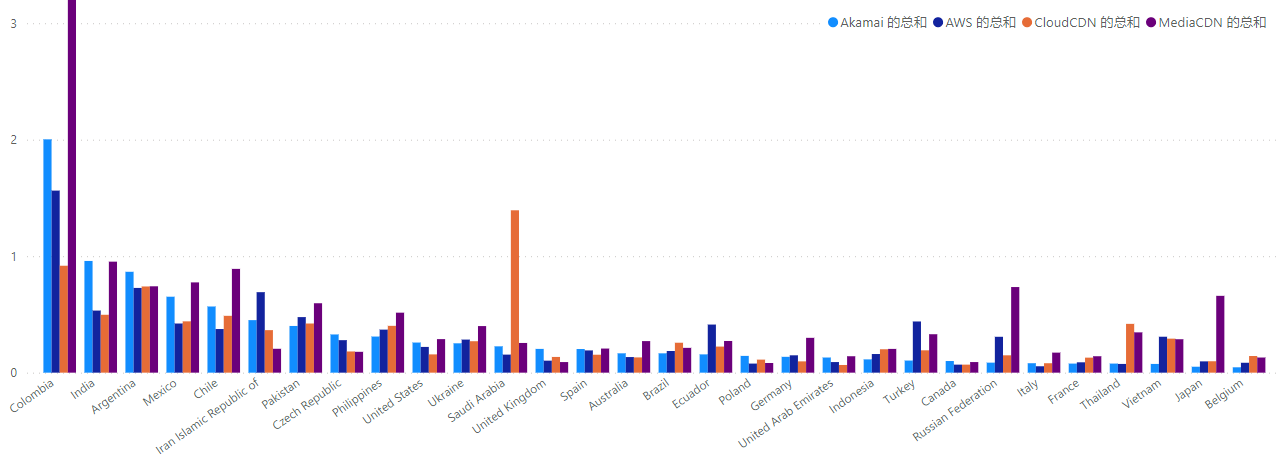 Akamai 的总和 AWS 的总和 CloudCDN 的总和 MediaCDN 的总和
3
2
1
0
Colombia
India
Argentina
Mexico
Chile
Iran Islamic Republic of
Pakistan
Czech Republic
Philippines
United States
Ukraine
Saudi Arabia
United Kingdom
Spain
Australia
Brazil
Ecuador
Poland
Germany
United Arab Emirates
Indonesia
Turkey
Canada
Russian Federation
Italy
France
Thailand
Vietnam
Japan
Belgium